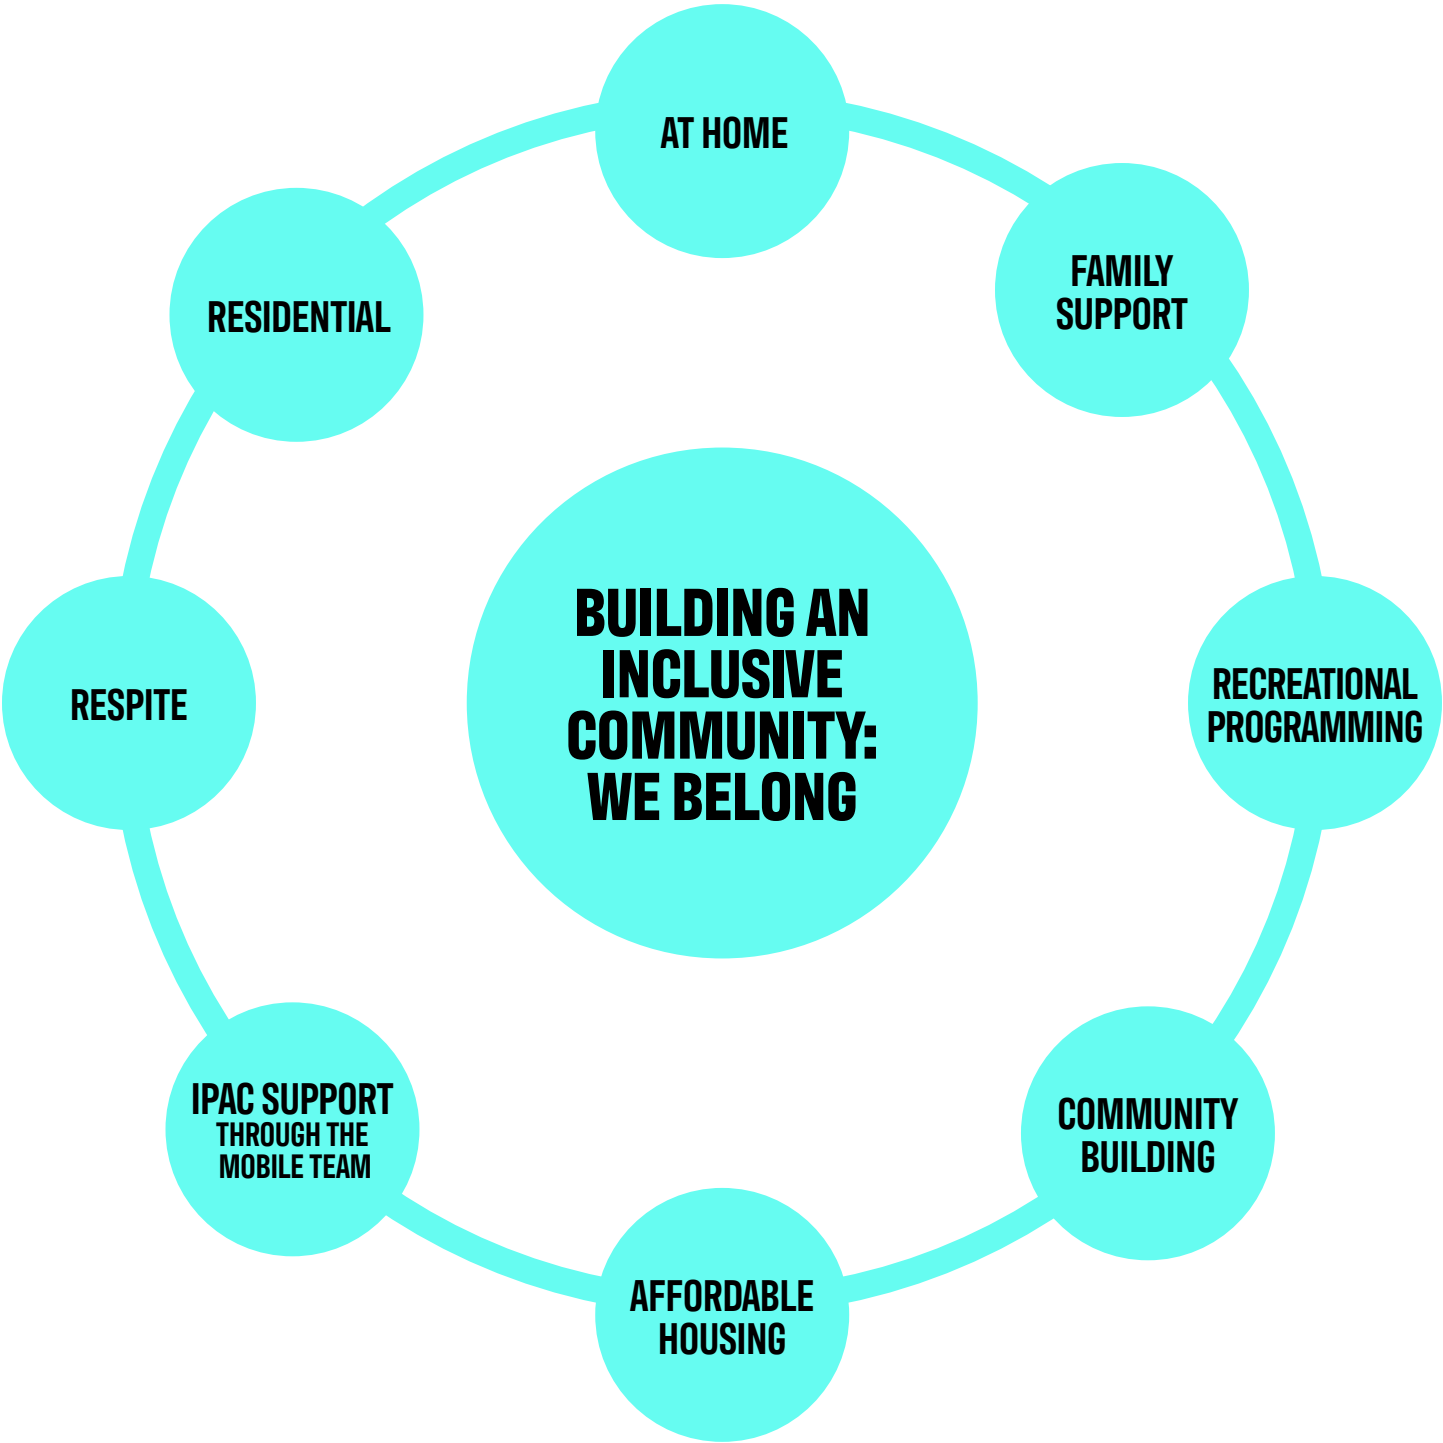 AT HOME
FAMILY
SUPPORT
RESIDENTIAL
BUILDING AN
INCLUSIVE
COMMUNITY:
WE BELONG
RECREATIONAL
PROGRAMMING
RESPITE
IPAC SUPPORT
THROUGH THE
MOBILE TEAM
COMMUNITY
BUILDING
AFFORDABLE
HOUSING